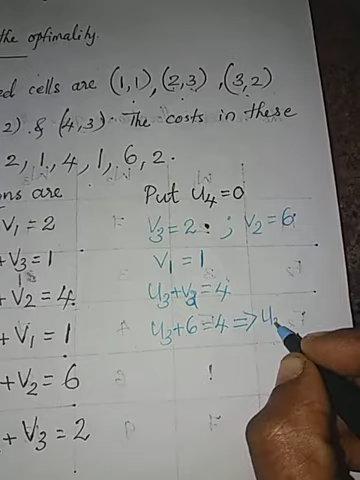 the optimality.
ed cells are (1,1), (2,3), (3,2)
2) & (4,3). The costs in these
2, 1, 4, 1, 6, 2.
ons are Put U₄=0
V₁ = 2 V₃ = 2 ; V₂ = 6
+ V₃ = 1 V₁ = 1
+ V₂ = 4 U₃+V₂ = 4
+ V₁ = 1 U₃+6 = 4 ⇒ U₃
+ V₂ = 6
+ V₃ = 2